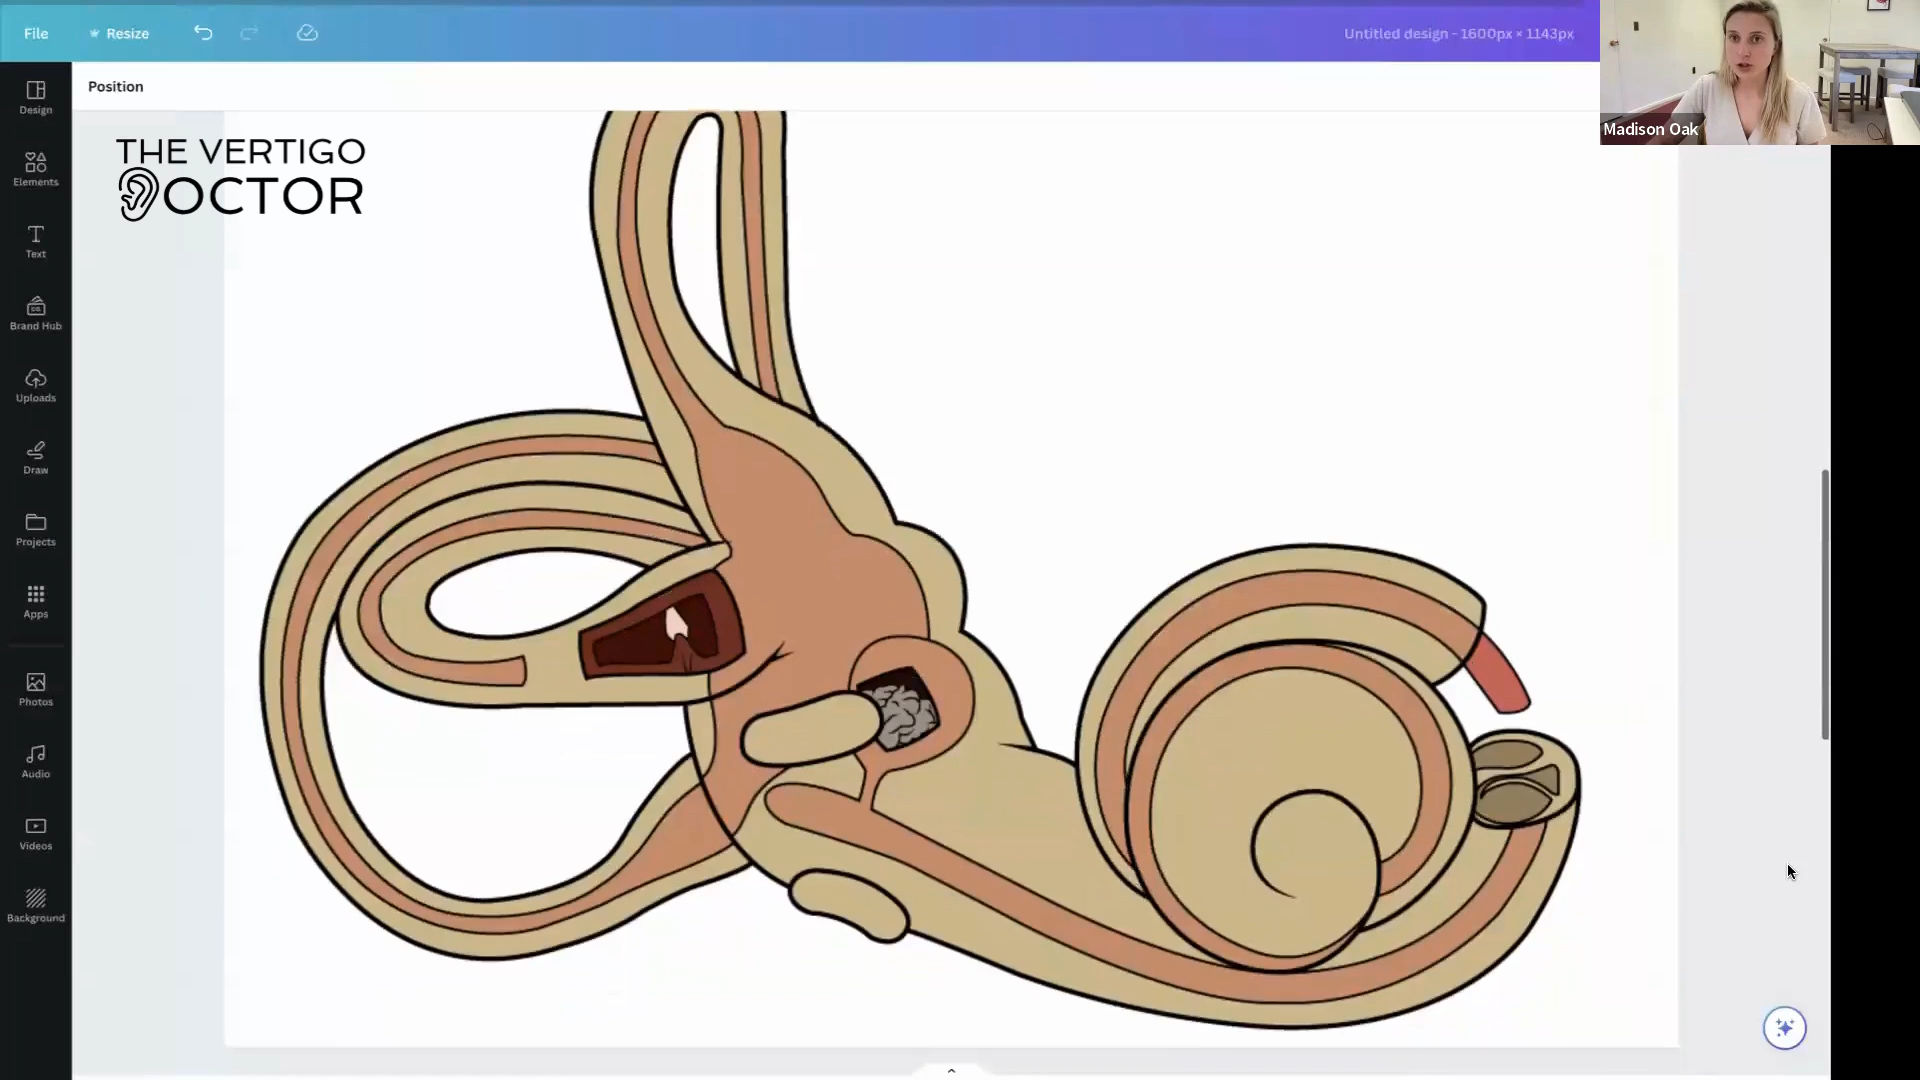 File
Resize
Untitled design - 1600px × 1143px
Position
Madison Oak
THE VERTIGO
DOCTOR
Design
Elements
Text
Brand Hub
Uploads
Draw
Projects
Apps
Photos
Audio
Videos
Background